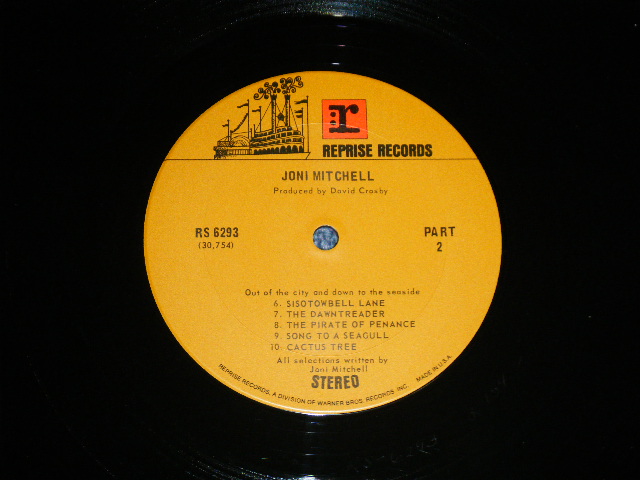 r
REPRISE RECORDS
JONI MITCHELL
Produced by David Crosby
RS 6293
(30,754)
PART
2
Out of the city and down to the seaside
6. SISOTOWBELL LANE
7. THE DAWNTREADER
8. THE PIRATE OF PENANCE
9. SONG TO A SEAGULL
10. CACTUS TREE
All selections written by
Joni Mitchell
STEREO
REPRISE RECORDS, A DIVISION OF WARNER BROS. RECORDS, INC. MADE IN U.S.A.